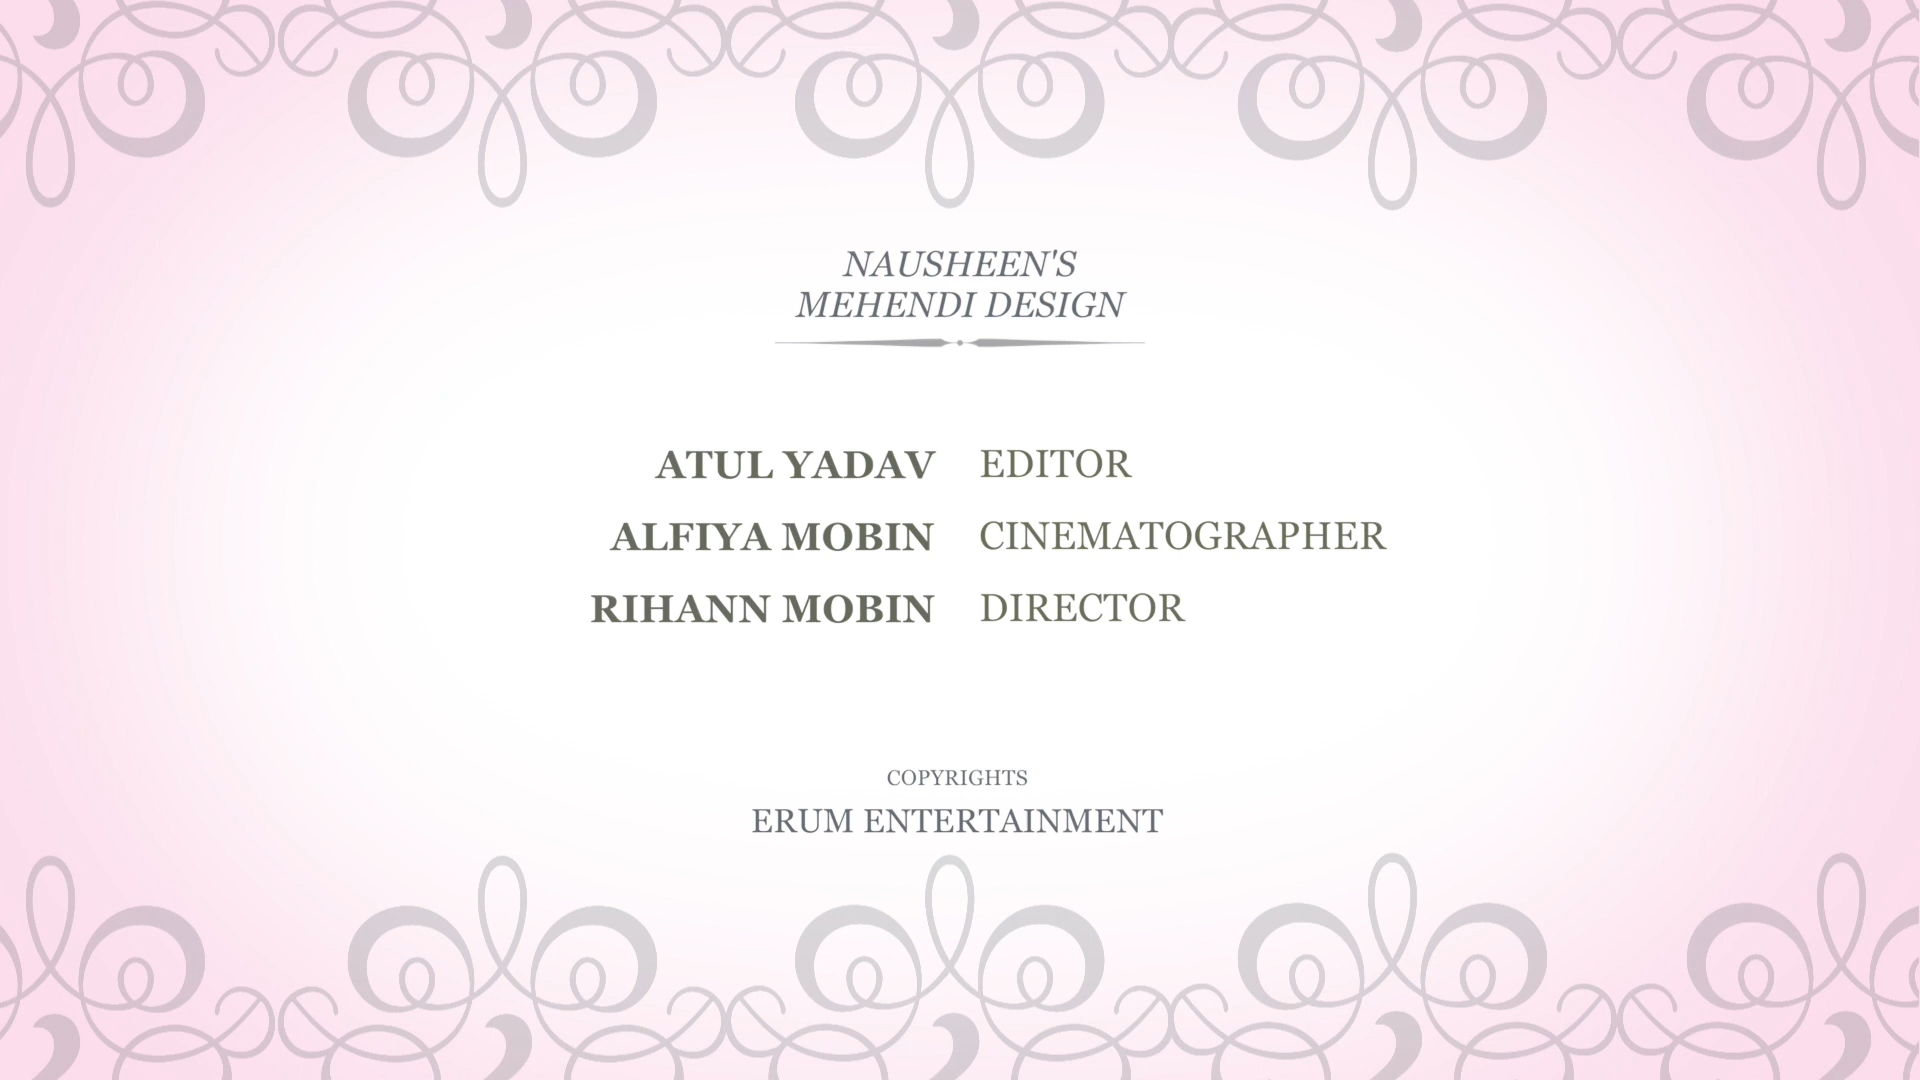 NAUSHEEN'S
MEHENDI DESIGN
ATUL YADAV EDITOR
ALFIYA MOBIN CINEMATOGRAPHER
RIHANN MOBIN DIRECTOR
COPYRIGHTS
ERUM ENTERTAINMENT